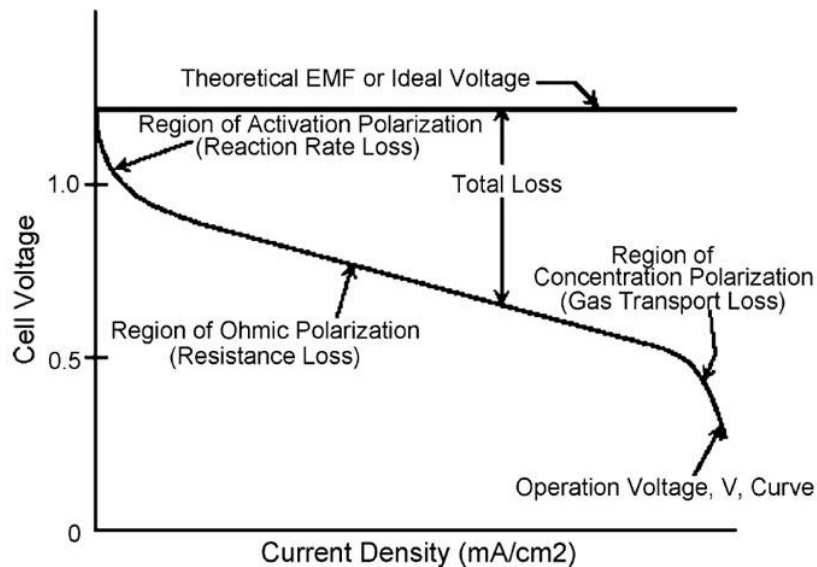 Theoretical EMF or Ideal Voltage
Region of Activation Polarization
(Reaction Rate Loss)
Total Loss
1.0
Region of
Concentration Polarization
(Gas Transport Loss)
Cell Voltage
Region of Ohmic Polarization
(Resistance Loss)
0.5
Operation Voltage, V, Curve
0
Current Density (mA/cm2)